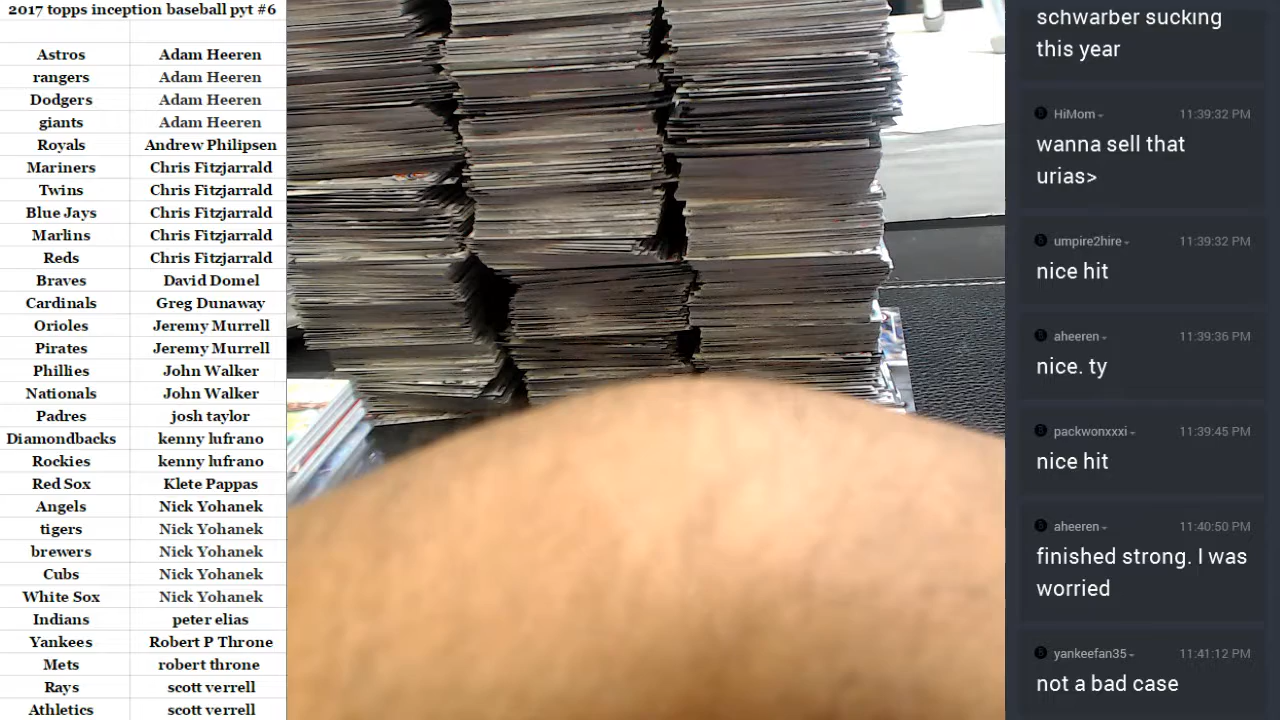 2017 topps inception baseball pyt #6
Astros Adam Heeren
rangers Adam Heeren
Dodgers Adam Heeren
giants Adam Heeren
Royals Andrew Philipsen
Mariners Chris Fitzjarrald
Twins Chris Fitzjarrald
Blue Jays Chris Fitzjarrald
Marlins Chris Fitzjarrald
Reds Chris Fitzjarrald
Braves David Domel
Cardinals Greg Dunaway
Orioles Jeremy Murrell
Pirates Jeremy Murrell
Phillies John Walker
Nationals John Walker
Padres josh taylor
Diamondbacks kenny lufrano
Rockies kenny lufrano
Red Sox Klete Pappas
Angels Nick Yohanek
tigers Nick Yohanek
brewers Nick Yohanek
Cubs Nick Yohanek
White Sox Nick Yohanek
Indians peter elias
Yankees Robert P Throne
Mets robert throne
Rays scott verrell
Athletics scott verrell
schwarber sucking
this year
HiMom 11:39:32 PM
wanna sell that
urias>
umpire2hire 11:39:32 PM
nice hit
aheeren 11:39:36 PM
nice. ty
packwonxxxi 11:39:45 PM
nice hit
aheeren 11:40:50 PM
finished strong. I was
worried
yankeefan35 11:41:12 PM
not a bad case